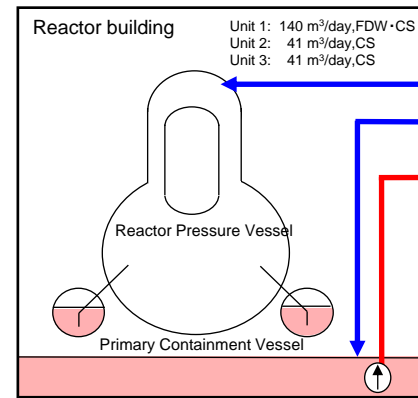 Reactor building
Unit 1: 140 m³/day,FDW・CS
Unit 2: 41 m³/day,CS
Unit 3: 41 m³/day,CS
Reactor Pressure Vessel
Primary Containment Vessel